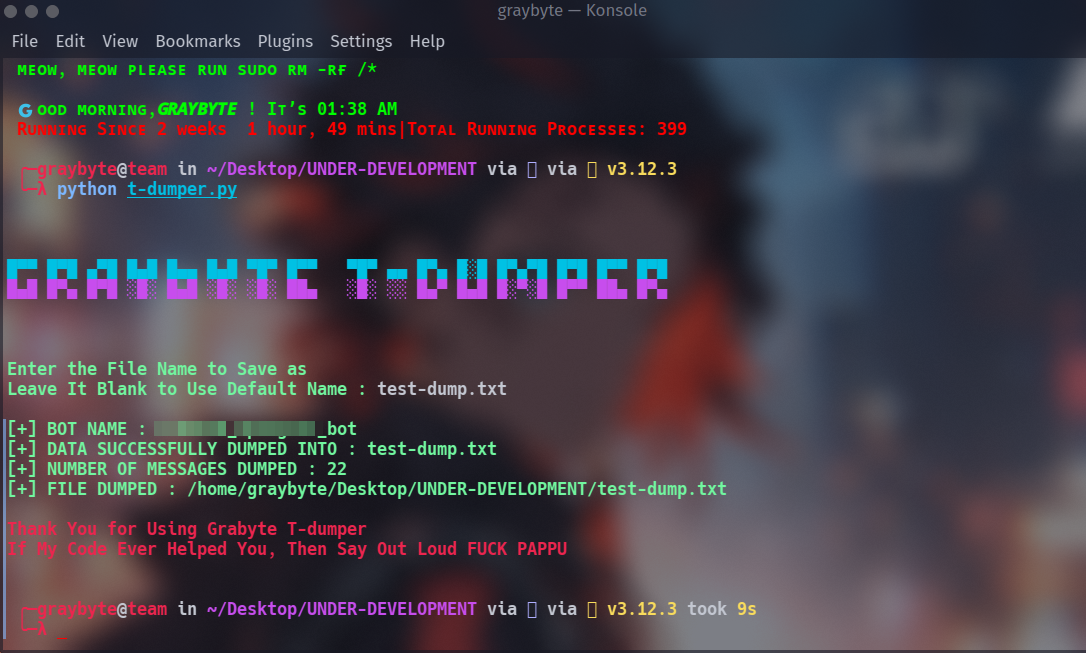 graybyte — Konsole
File Edit View Bookmarks Plugins Settings Help
MEOW, MEOW PLEASE RUN SUDO RM -RF /*
GOOD MORNING,GRAYBYTE ! IT’S 01:38 AM
RUNNING SINCE 2 weeks 1 hour, 49 mins|TOTAL RUNNING PROCESSES: 399
╭─graybyte@team in ~/Desktop/UNDER-DEVELOPMENT via via v3.12.3
╰─λ python t-dumper.py
GRAYBYTE T-DUMPER
Enter the File Name to Save as
Leave It Blank to Use Default Name : test-dump.txt
[+] BOT NAME : _bot
[+] DATA SUCCESSFULLY DUMPED INTO : test-dump.txt
[+] NUMBER OF MESSAGES DUMPED : 22
[+] FILE DUMPED : /home/graybyte/Desktop/UNDER-DEVELOPMENT/test-dump.txt
Thank You for Using Grabyte T-dumper
If My Code Ever Helped You, Then Say Out Loud FUCK PAPPU
╭─graybyte@team in ~/Desktop/UNDER-DEVELOPMENT via via v3.12.3 took 9s
╰─λ _